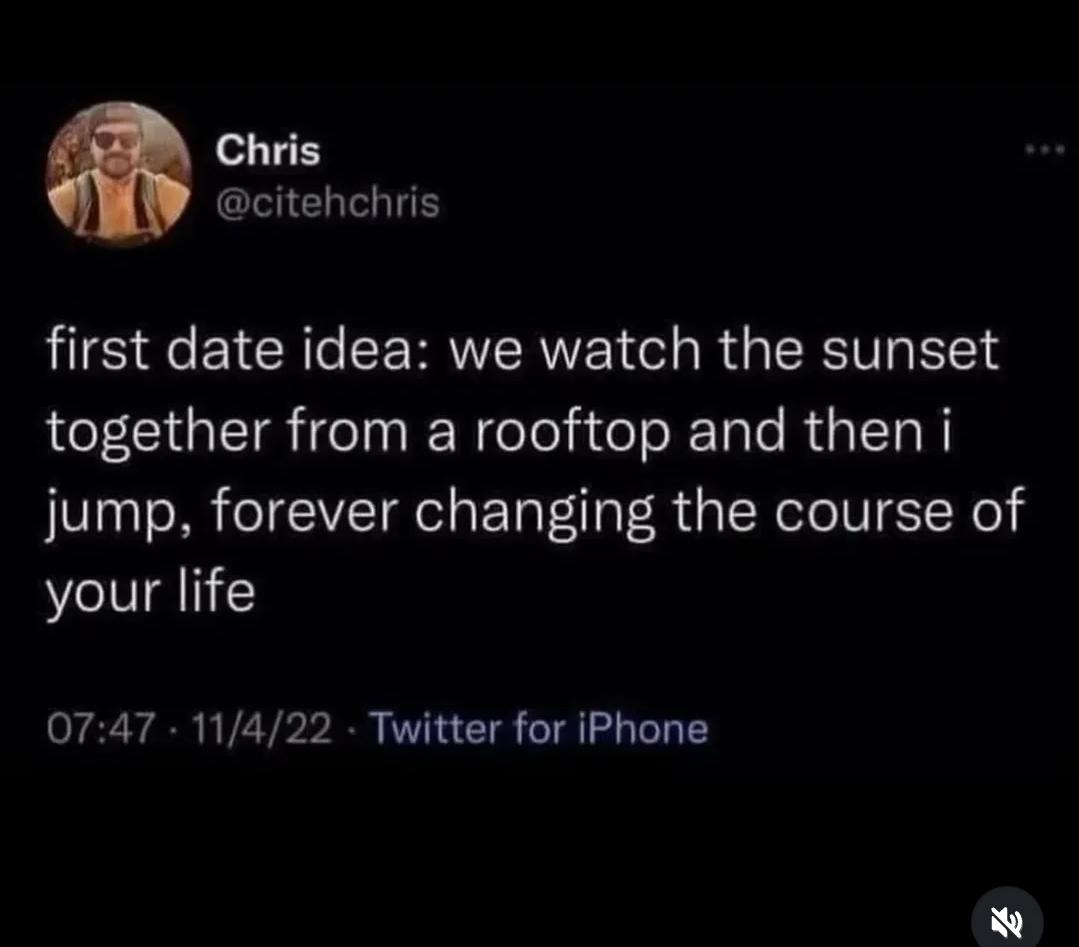 Chris
@citehchris
first date idea: we watch the sunset
together from a rooftop and then i
jump, forever changing the course of
your life
07:47 · 11/4/22 · Twitter for iPhone